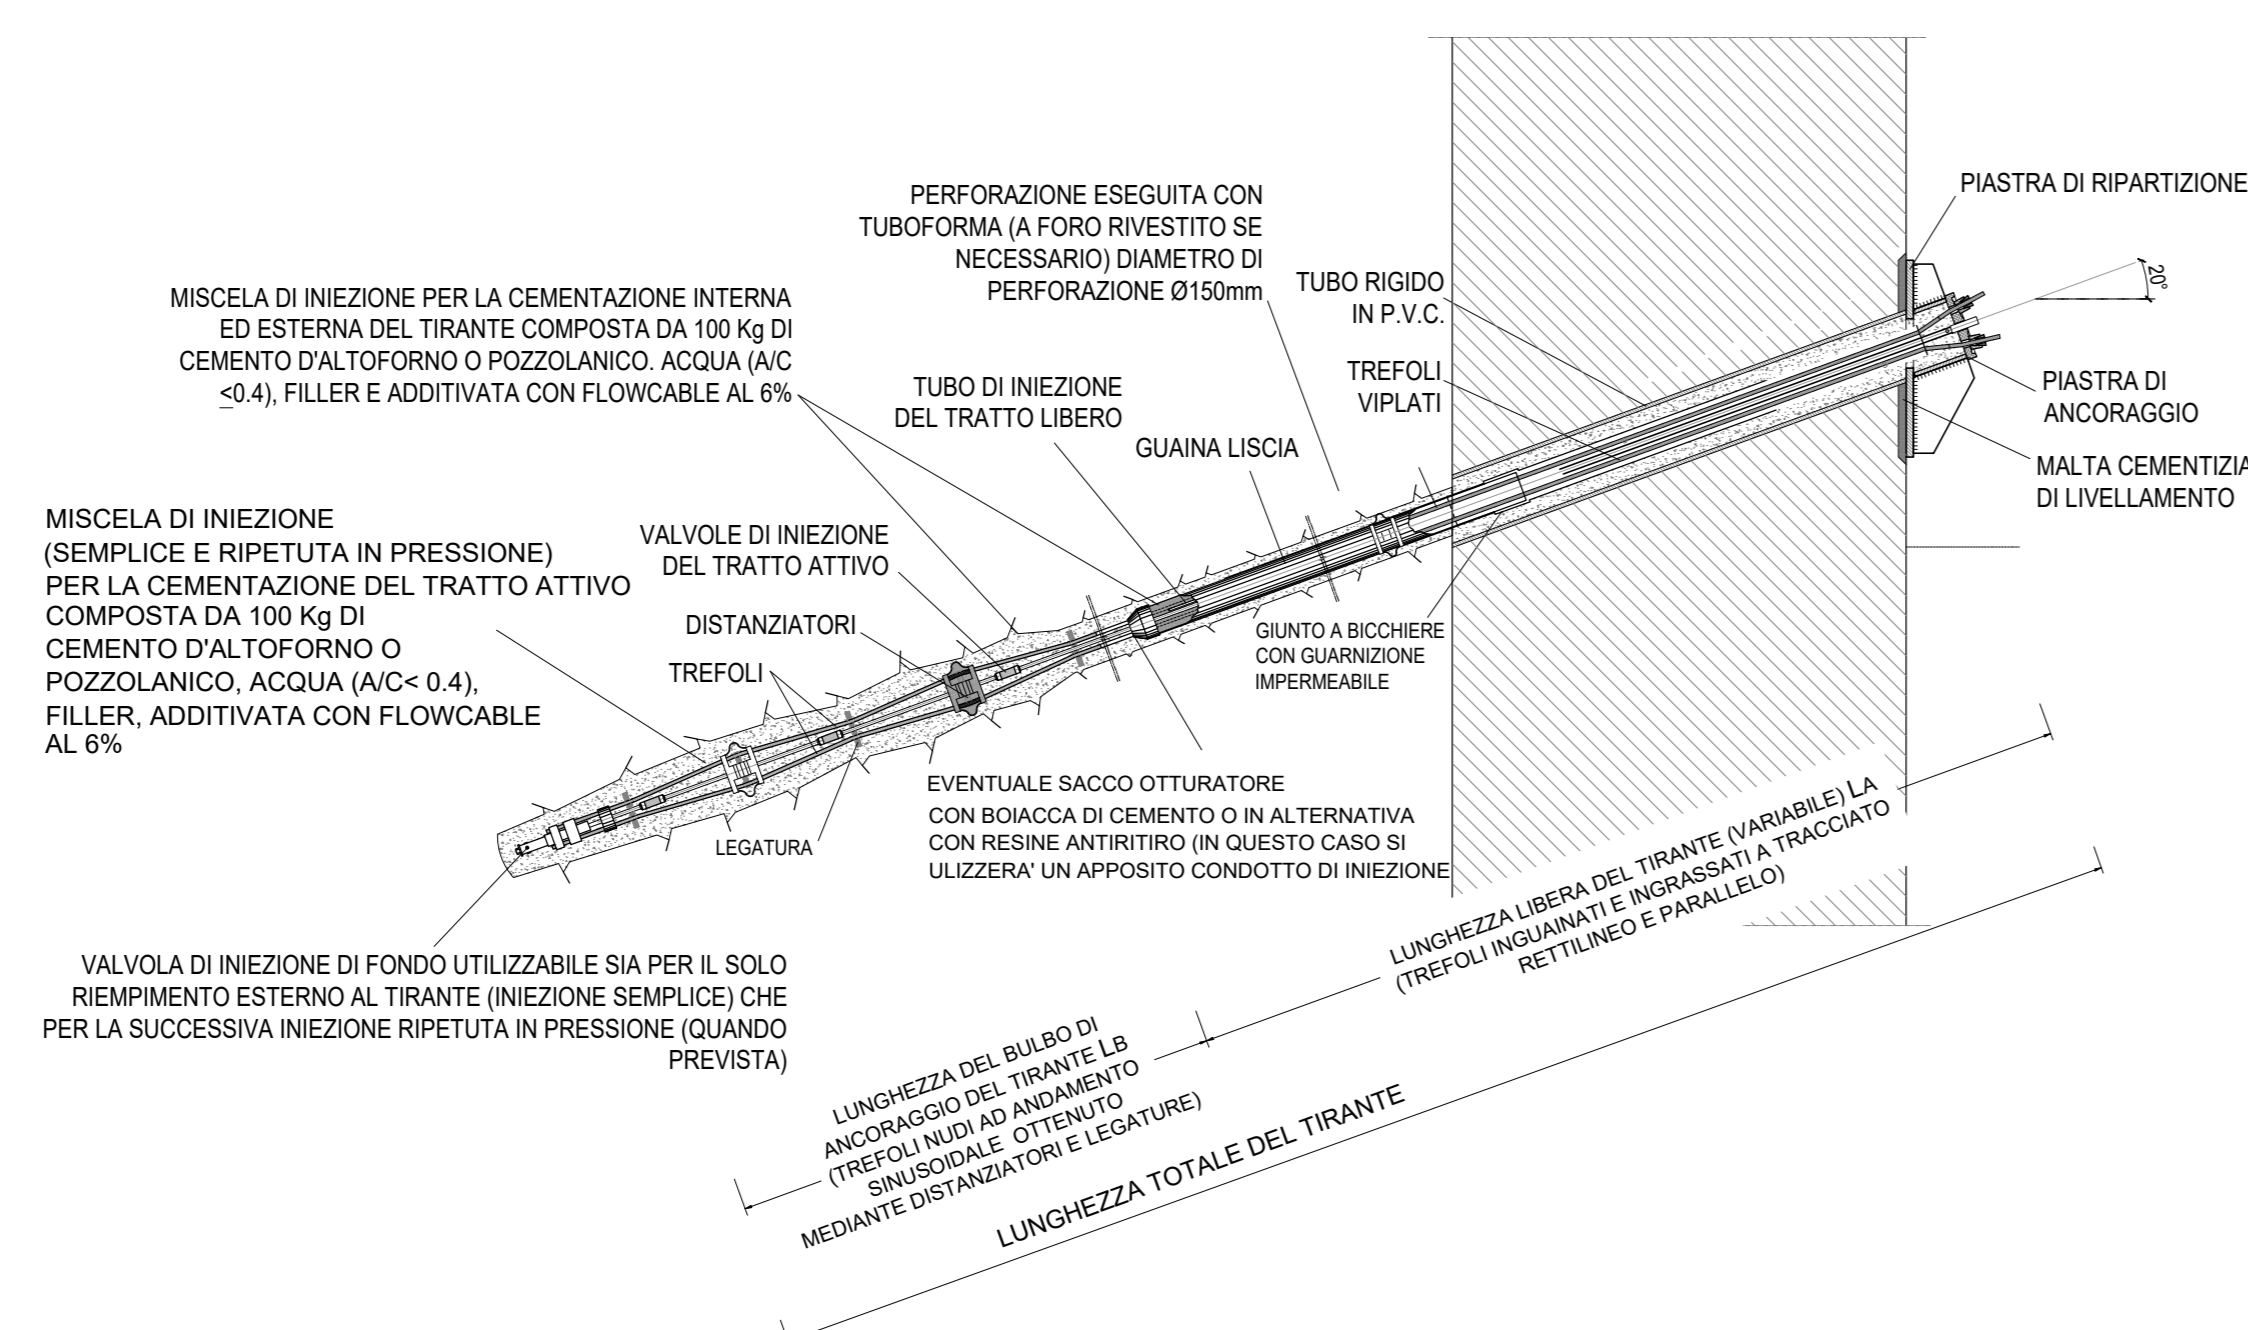 PIASTRA DI RIPARTIZIONE
PERFORAZIONE ESEGUITA CON
TUBOFORMA (A FORO RIVESTITO SE
NECESSARIO) DIAMETRO DI
PERFORAZIONE Ø150mm
20°
TUBO RIGIDO
IN P.V.C.
MISCELA DI INIEZIONE PER LA CEMENTAZIONE INTERNA
ED ESTERNA DEL TIRANTE COMPOSTA DA 100 Kg DI
CEMENTO D'ALTOFORNO O POZZOLANICO. ACQUA (A/C
<0.4), FILLER E ADDITIVATA CON FLOWCABLE AL 6%
TREFOLI
VIPLATI
TUBO DI INIEZIONE
DEL TRATTO LIBERO
PIASTRA DI
ANCORAGGIO
GUAINA LISCIA
MALTA CEMENTIZIA
DI LIVELLAMENTO
MISCELA DI INIEZIONE
(SEMPLICE E RIPETUTA IN PRESSIONE)
PER LA CEMENTAZIONE DEL TRATTO ATTIVO
COMPOSTA DA 100 Kg DI
CEMENTO D'ALTOFORNO O
POZZOLANICO, ACQUA (A/C< 0.4),
FILLER, ADDITIVATA CON FLOWCABLE
AL 6%
VALVOLE DI INIEZIONE
DEL TRATTO ATTIVO
DISTANZIATORI
TREFOLI
GIUNTO A BICCHIERE
CON GUARNIZIONE
IMPERMEABILE
LEGATURA
EVENTUALE SACCO OTTURATORE
CON BOIACCA DI CEMENTO O IN ALTERNATIVA
CON RESINE ANTIRITIRO (IN QUESTO CASO SI
ULIZZERA' UN APPOSITO CONDOTTO DI INIEZIONE
LUNGHEZZA LIBERA DEL TIRANTE (VARIABILE) LA
(TREFOLI INGUAINATI E INGRASSATI A TRACCIATO
RETTILINEO E PARALLELO)
VALVOLA DI INIEZIONE DI FONDO UTILIZZABILE SIA PER IL SOLO
RIEMPIMENTO ESTERNO AL TIRANTE (INIEZIONE SEMPLICE) CHE
PER LA SUCCESSIVA INIEZIONE RIPETUTA IN PRESSIONE (QUANDO
PREVISTA)
LUNGHEZZA DEL BULBO DI
ANCORAGGIO DEL TIRANTE LB
(TREFOLI NUDI AD ANDAMENTO
SINUSOIDALE OTTENUTO
MEDIANTE DISTANZIATORI E LEGATURE)
LUNGHEZZA TOTALE DEL TIRANTE